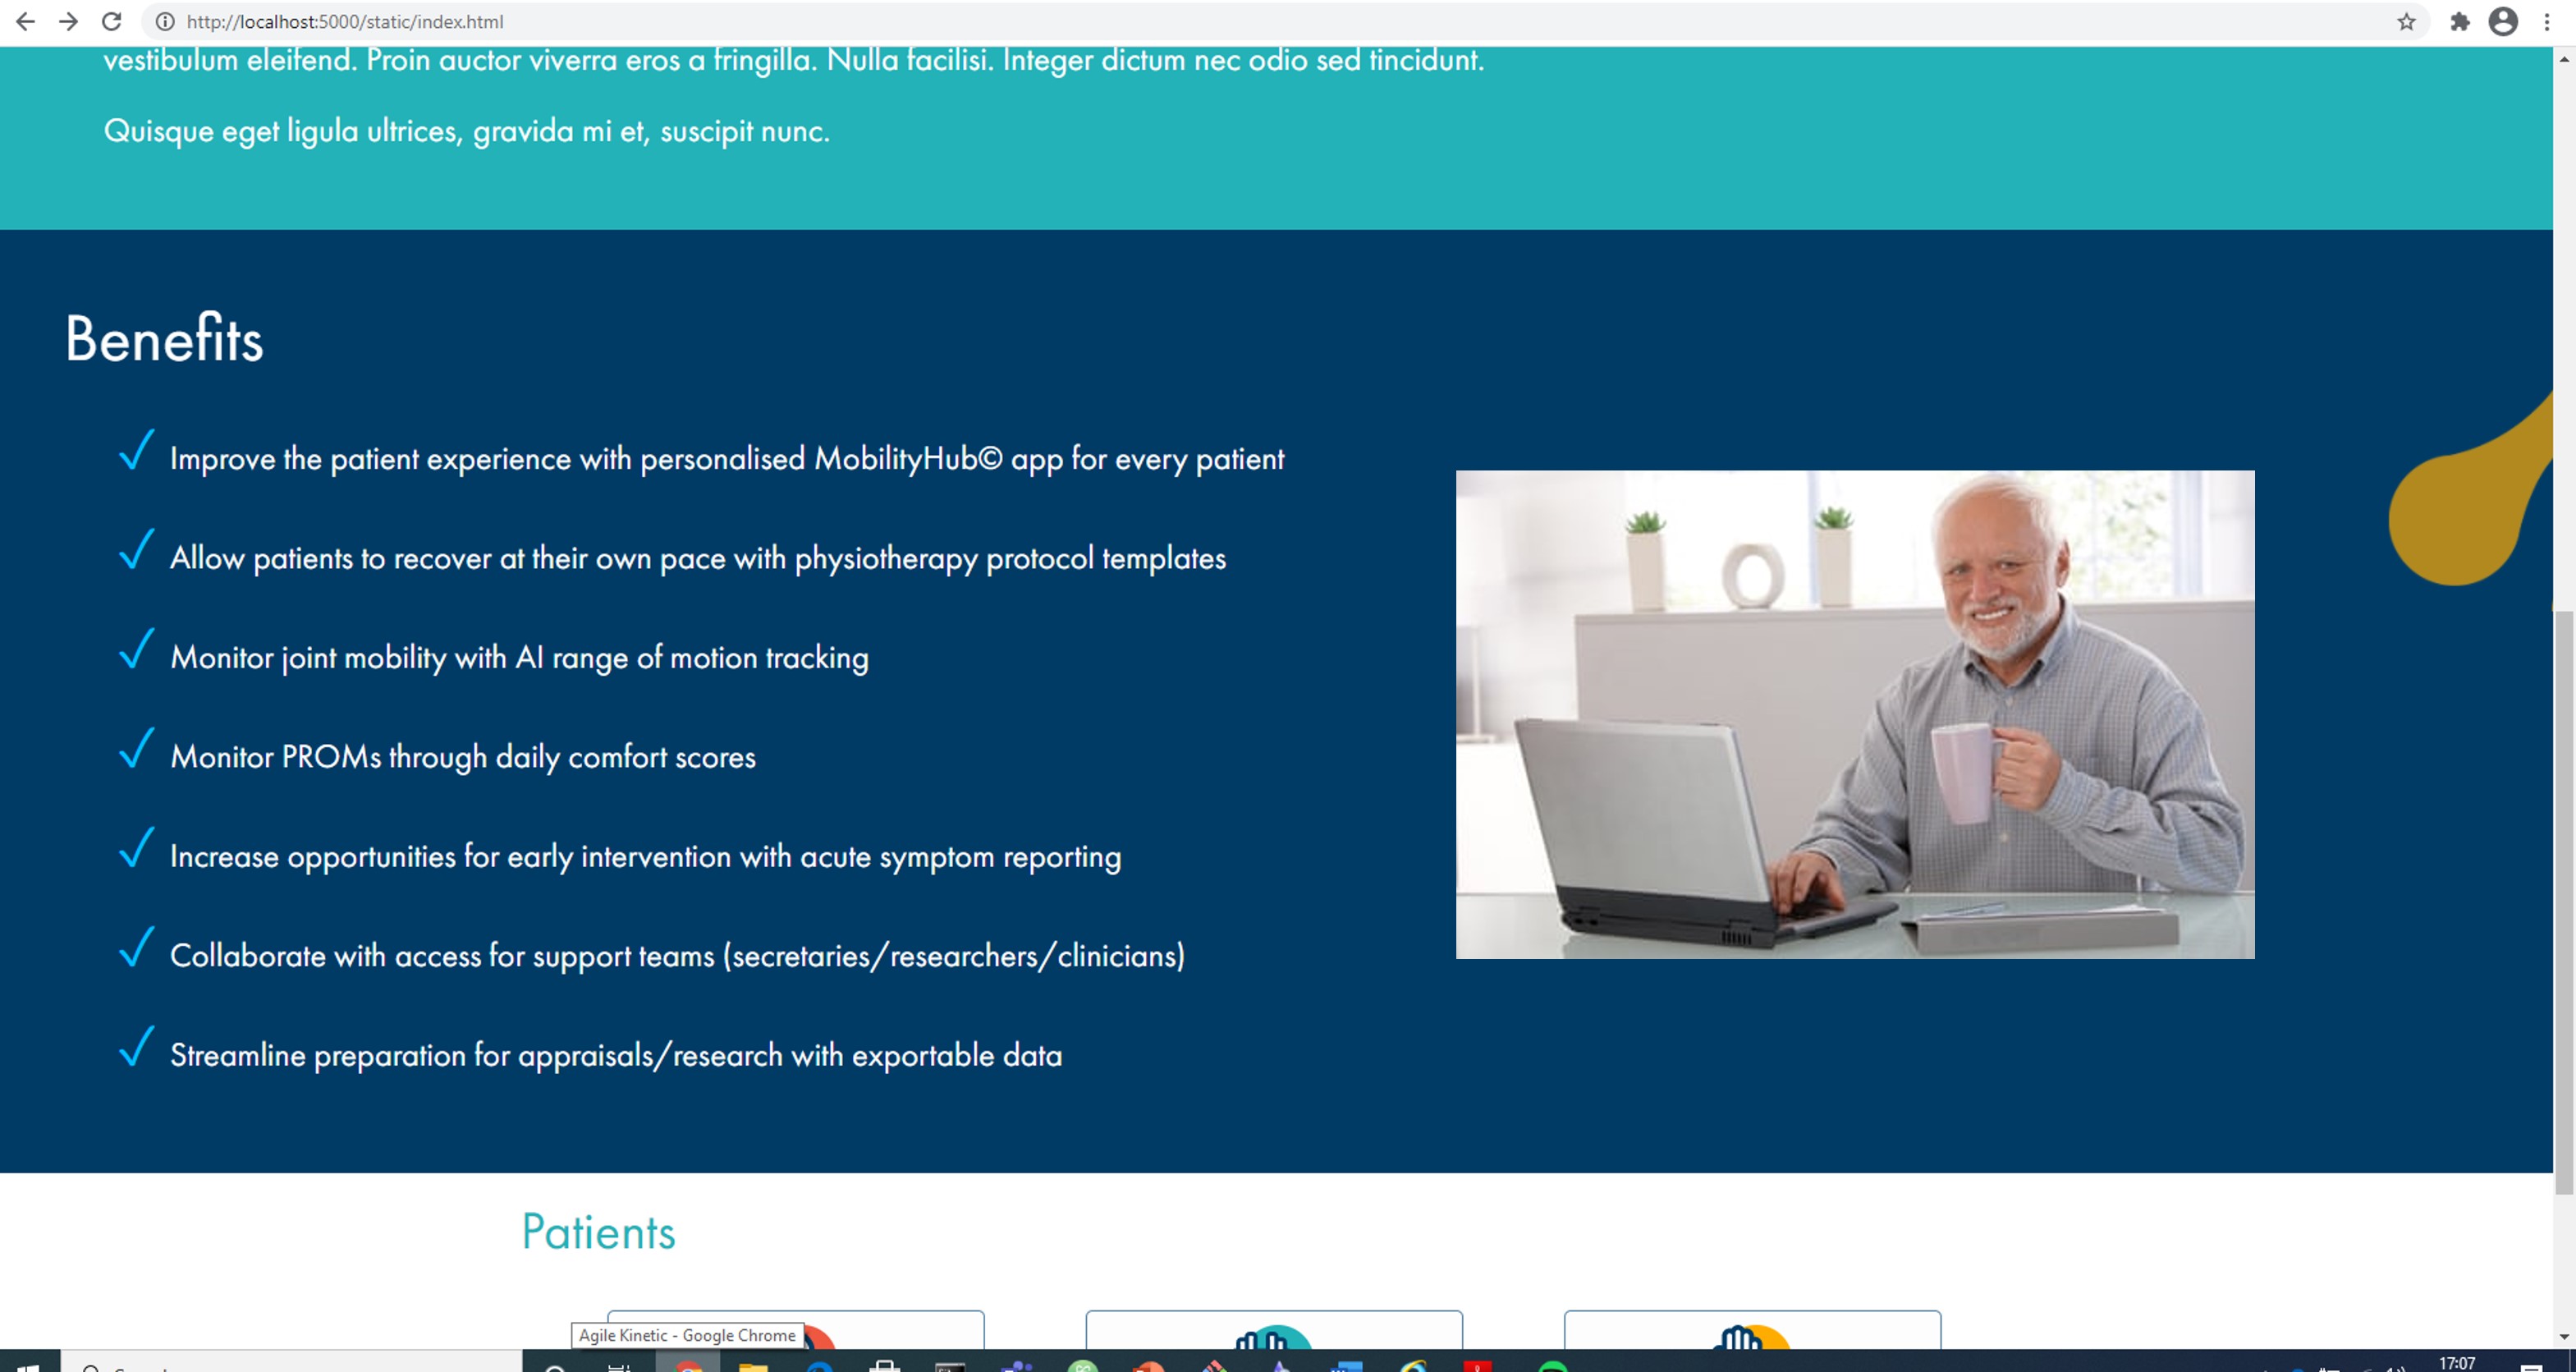 http://localhost:5000/static/index.html
vestibulum eleifend. Proin auctor viverra eros a fringilla. Nulla facilisi. Integer dictum nec odio sed tincidunt.
Quisque eget ligula ultrices, gravida mi et, suscipit nunc.
Benefits
Improve the patient experience with personalised MobilityHub© app for every patient
Allow patients to recover at their own pace with physiotherapy protocol templates
Monitor joint mobility with AI range of motion tracking
Monitor PROMs through daily comfort scores
Increase opportunities for early intervention with acute symptom reporting
Collaborate with access for support teams (secretaries/researchers/clinicians)
Streamline preparation for appraisals/research with exportable data
Patients
Agile Kinetic - Google Chrome
17:07